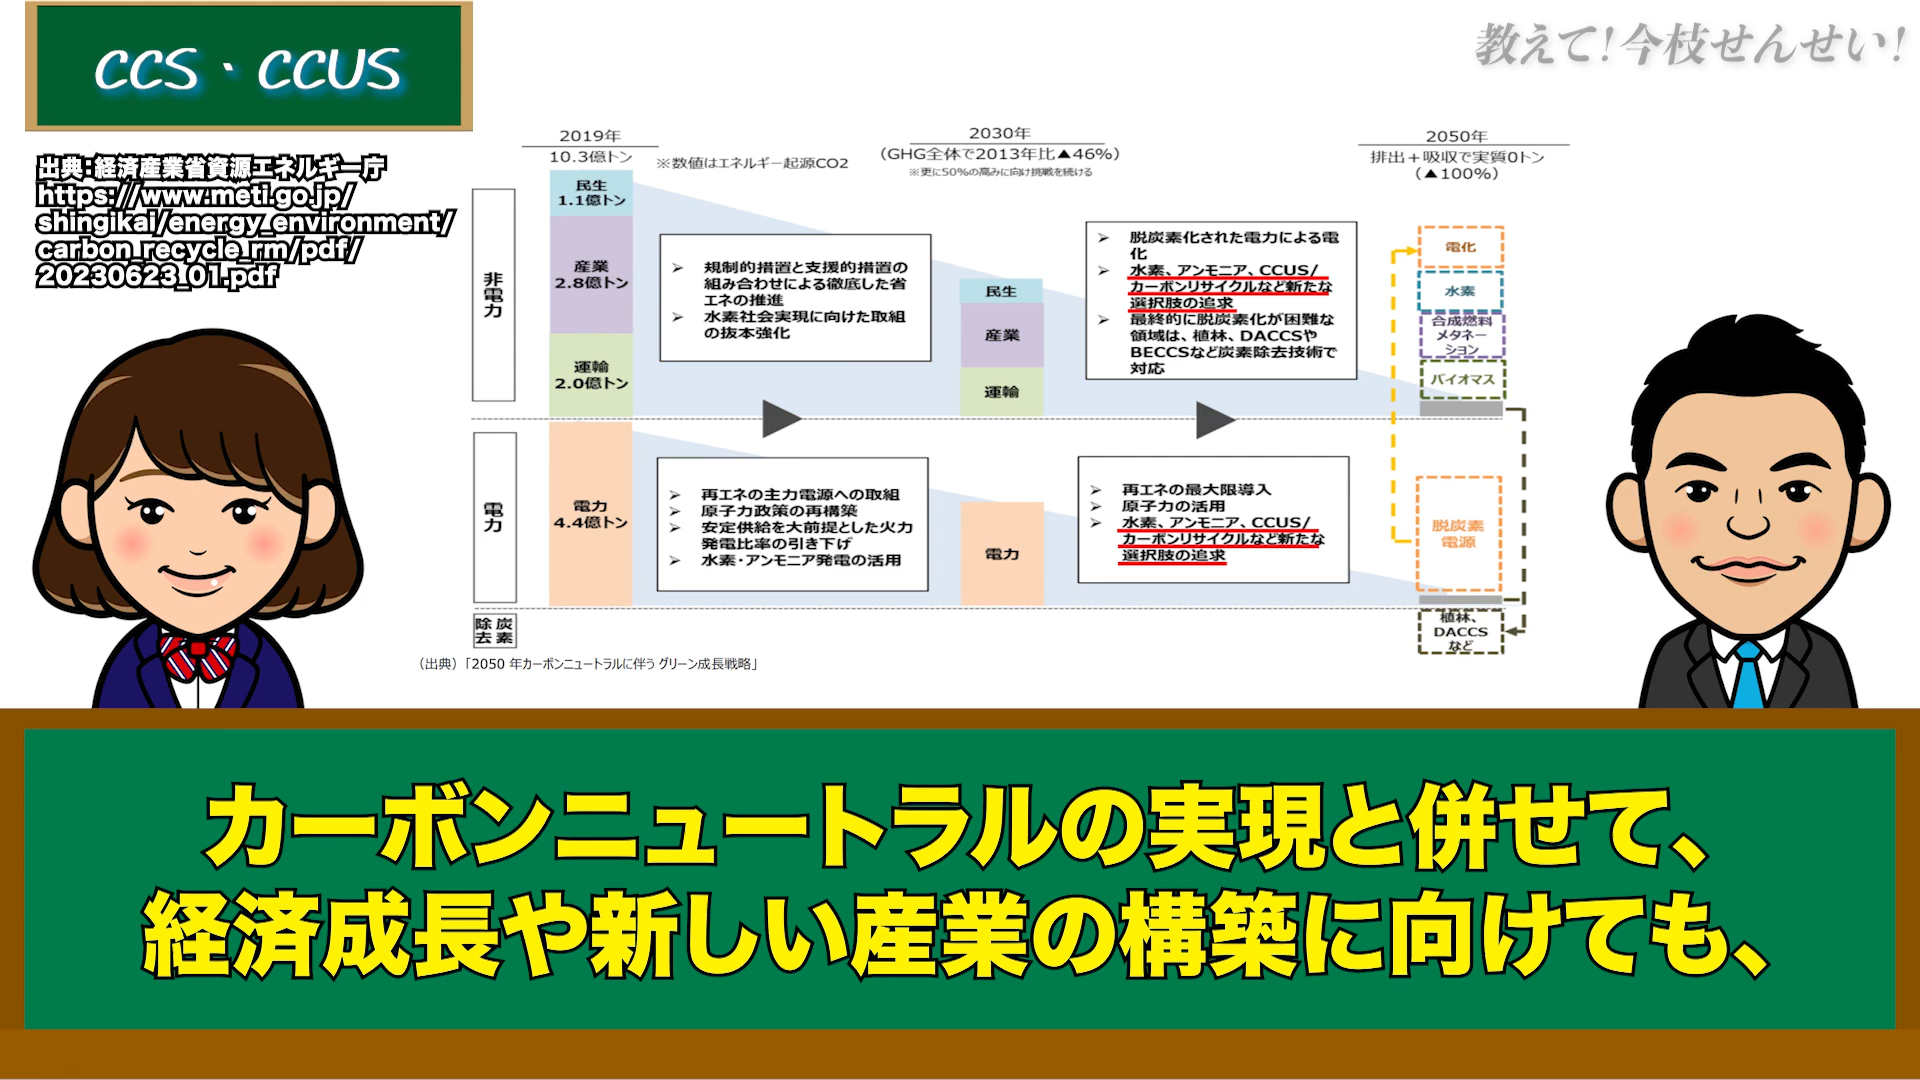 CCS・CCUS
教えて!今枝せんせい!
出典:経済産業省資源エネルギー庁
https://www.meti.go.jp/
shingikai/energy_environment/
carbon_recycle_rm/pdf/
20230623_01.pdf
2019年
10.3億トン
※数値はエネルギー起源CO2
2030年
(GHG全体で2013年比▲46%)
※更に50%の高みに向け挑戦を続ける
2050年
排出+吸収で実質0トン
(▲100%)
非電力
民生
1.1億トン
産業
2.8億トン
運輸
2.0億トン
➢ 規制的措置と支援的措置の
組み合わせによる徹底した省
エネの推進
➢ 水素社会実現に向けた取組
の抜本強化
民生
産業
運輸
➢ 脱炭素化された電力による電
化
➢ 水素、アンモニア、CCUS/
カーボンリサイクルなど新たな
選択肢の追求
➢ 最終的に脱炭素化が困難な
領域は、植林、DACCSや
BECCSなど炭素除去技術で
対応
電化
水素
合成燃料
メタネー
ション
バイオマス
電力
電力
4.4億トン
➢ 再エネの主力電源への取組
➢ 原子力政策の再構築
➢ 安定供給を大前提とした火力
発電比率の引き下げ
➢ 水素・アンモニア発電の活用
電力
➢ 再エネの最大限導入
➢ 原子力の活用
➢ 水素、アンモニア、CCUS/
カーボンリサイクルなど新たな
選択肢の追求
脱炭素
電源
炭素
除去
植林、
DACCS
など
(出典)「2050 年カーボンニュートラルに伴う グリーン成長戦略」
カーボンニュートラルの実現と併せて、
経済成長や新しい産業の構築に向けても、